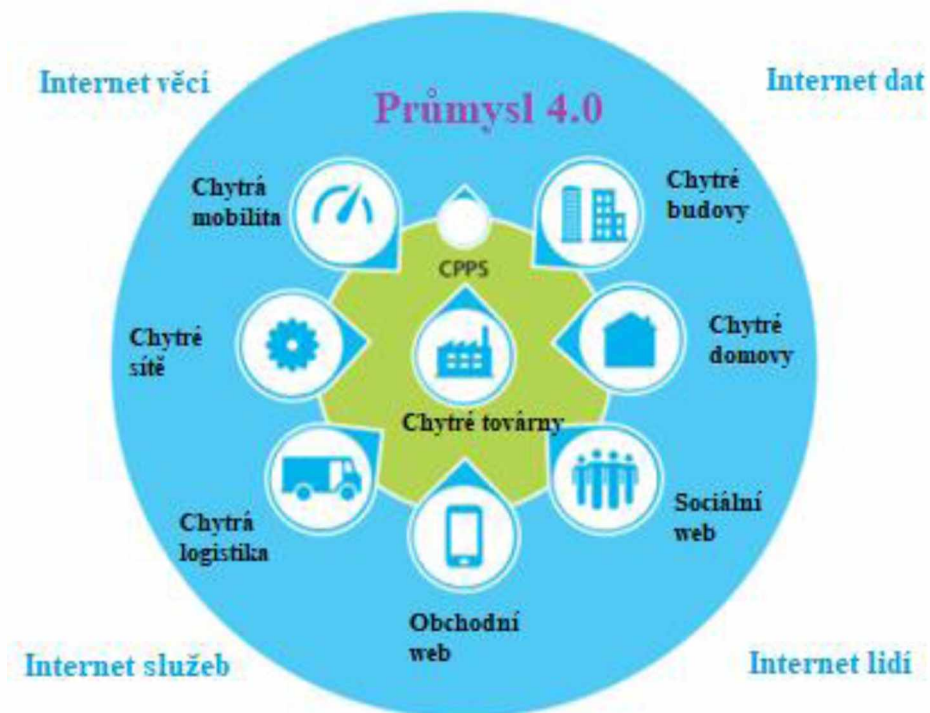 Internet věcí
Internet dat
Průmysl 4.0
Chytrá
mobilita
Chytré
budovy
CPPS
Chytré
sítě
Chytré
domovy
Chytré továrny
Chytrá
logistika
Sociální
web
Obchodní
web
Internet služeb
Internet lidí